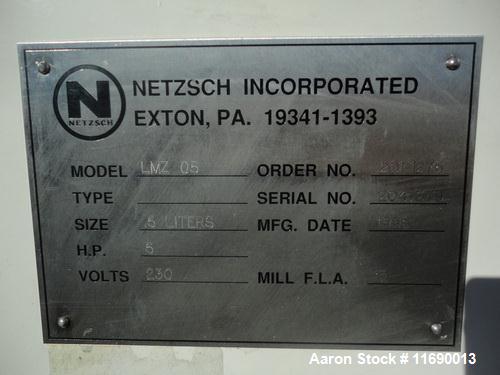 N
NETZSCH
NETZSCH INCORPORATED
EXTON, PA. 19341-1393
MODEL LMZ 05 ORDER NO.
TYPE SERIAL NO.
SIZE .5 LITERS MFG. DATE
H.P. 5
VOLTS 230 MILL F.L.A.
Aaron Stock # 11690013